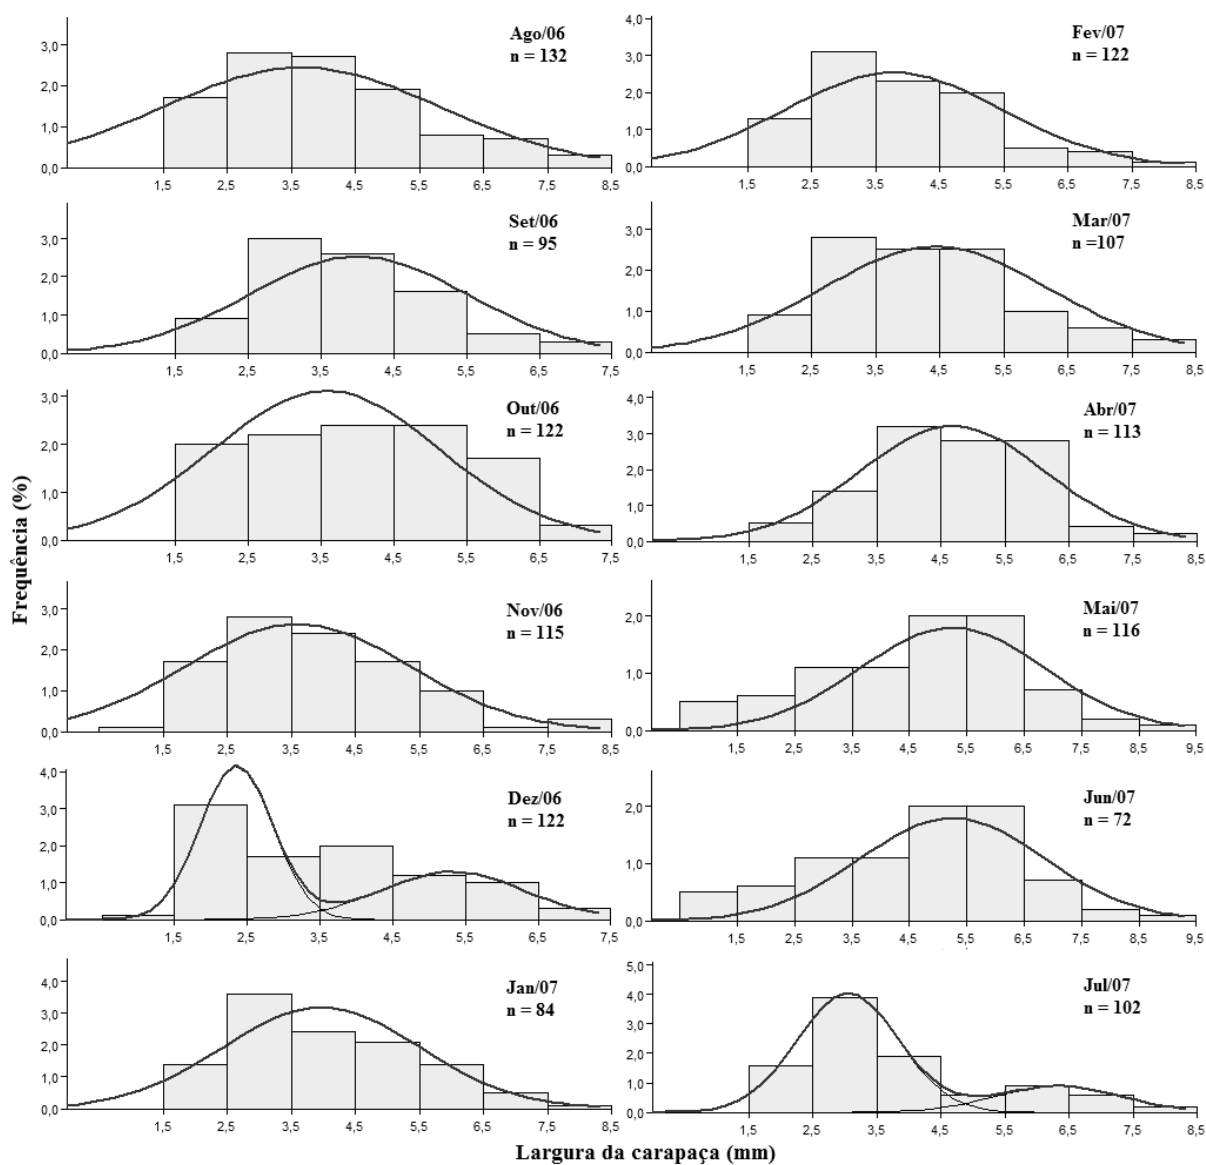 Ago/06
n = 132
3,0
2,0
1,0
0,0
1,5 2,5 3,5 4,5 5,5 6,5 7,5 8,5
Fev/07
n = 122
4,0
3,0
2,0
1,0
0,0
1,5 2,5 3,5 4,5 5,5 6,5 7,5 8,5
Set/06
n = 95
3,0
2,0
1,0
0,0
1,5 2,5 3,5 4,5 5,5 6,5 7,5
Mar/07
n =107
3,0
2,0
1,0
0,0
1,5 2,5 3,5 4,5 5,5 6,5 7,5 8,5
Out/06
n = 122
3,0
2,0
1,0
0,0
1,5 2,5 3,5 4,5 5,5 6,5 7,5
Abr/07
n = 113
4,0
3,0
2,0
1,0
0,0
1,5 2,5 3,5 4,5 5,5 6,5 7,5 8,5
Frequência (%)
Nov/06
n = 115
3,0
2,0
1,0
0,0
1,5 2,5 3,5 4,5 5,5 6,5 7,5 8,5
Mai/07
n = 116
2,0
1,0
0,0
1,5 2,5 3,5 4,5 5,5 6,5 7,5 8,5 9,5
Dez/06
n = 122
4,0
3,0
2,0
1,0
0,0
1,5 2,5 3,5 4,5 5,5 6,5 7,5
Jun/07
n = 72
2,0
1,0
0,0
1,5 2,5 3,5 4,5 5,5 6,5 7,5 8,5 9,5
Jan/07
n = 84
4,0
3,0
2,0
1,0
0,0
1,5 2,5 3,5 4,5 5,5 6,5 7,5 8,5
Jul/07
n = 102
5,0
4,0
3,0
2,0
1,0
0,0
1,5 2,5 3,5 4,5 5,5 6,5 7,5 8,5
Largura da carapaça (mm)